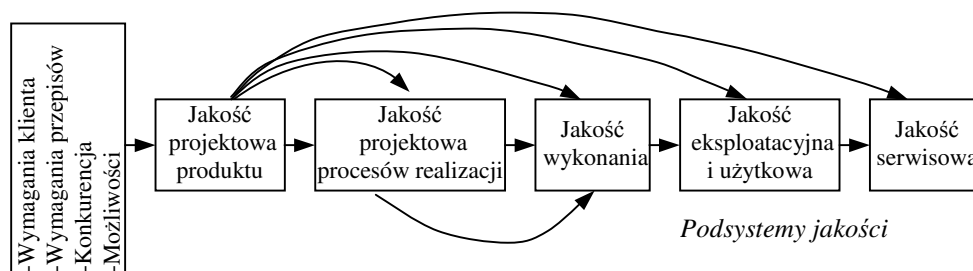 -Wymagania klienta
-Wymagania przepisów
-Konkurencja
-Możliwości
Jakość
projektowa
produktu
Jakość
projektowa
procesów realizacji
Jakość
wykonania
Jakość
eksploatacyjna
i użytkowa
Jakość
serwisowa
Podsystemy jakości